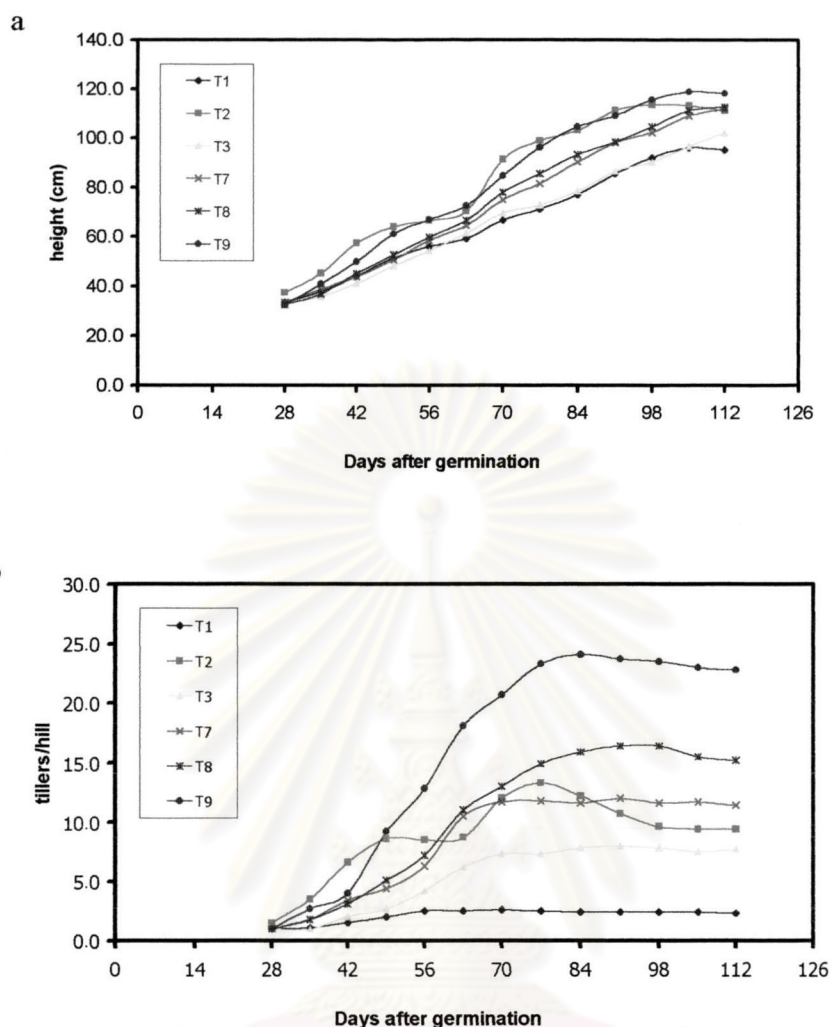 a
140.0
120.0
100.0
80.0
60.0
40.0
20.0
0.0
height (cm)
T1
T2
T3
T7
T8
T9
0 14 28 42 56 70 84 98 112 126
Days after germination
30.0
25.0
20.0
15.0
10.0
5.0
0.0
tillers/hill
T1
T2
T3
T7
T8
T9
0 14 28 42 56 70 84 98 112 126
Days after germination